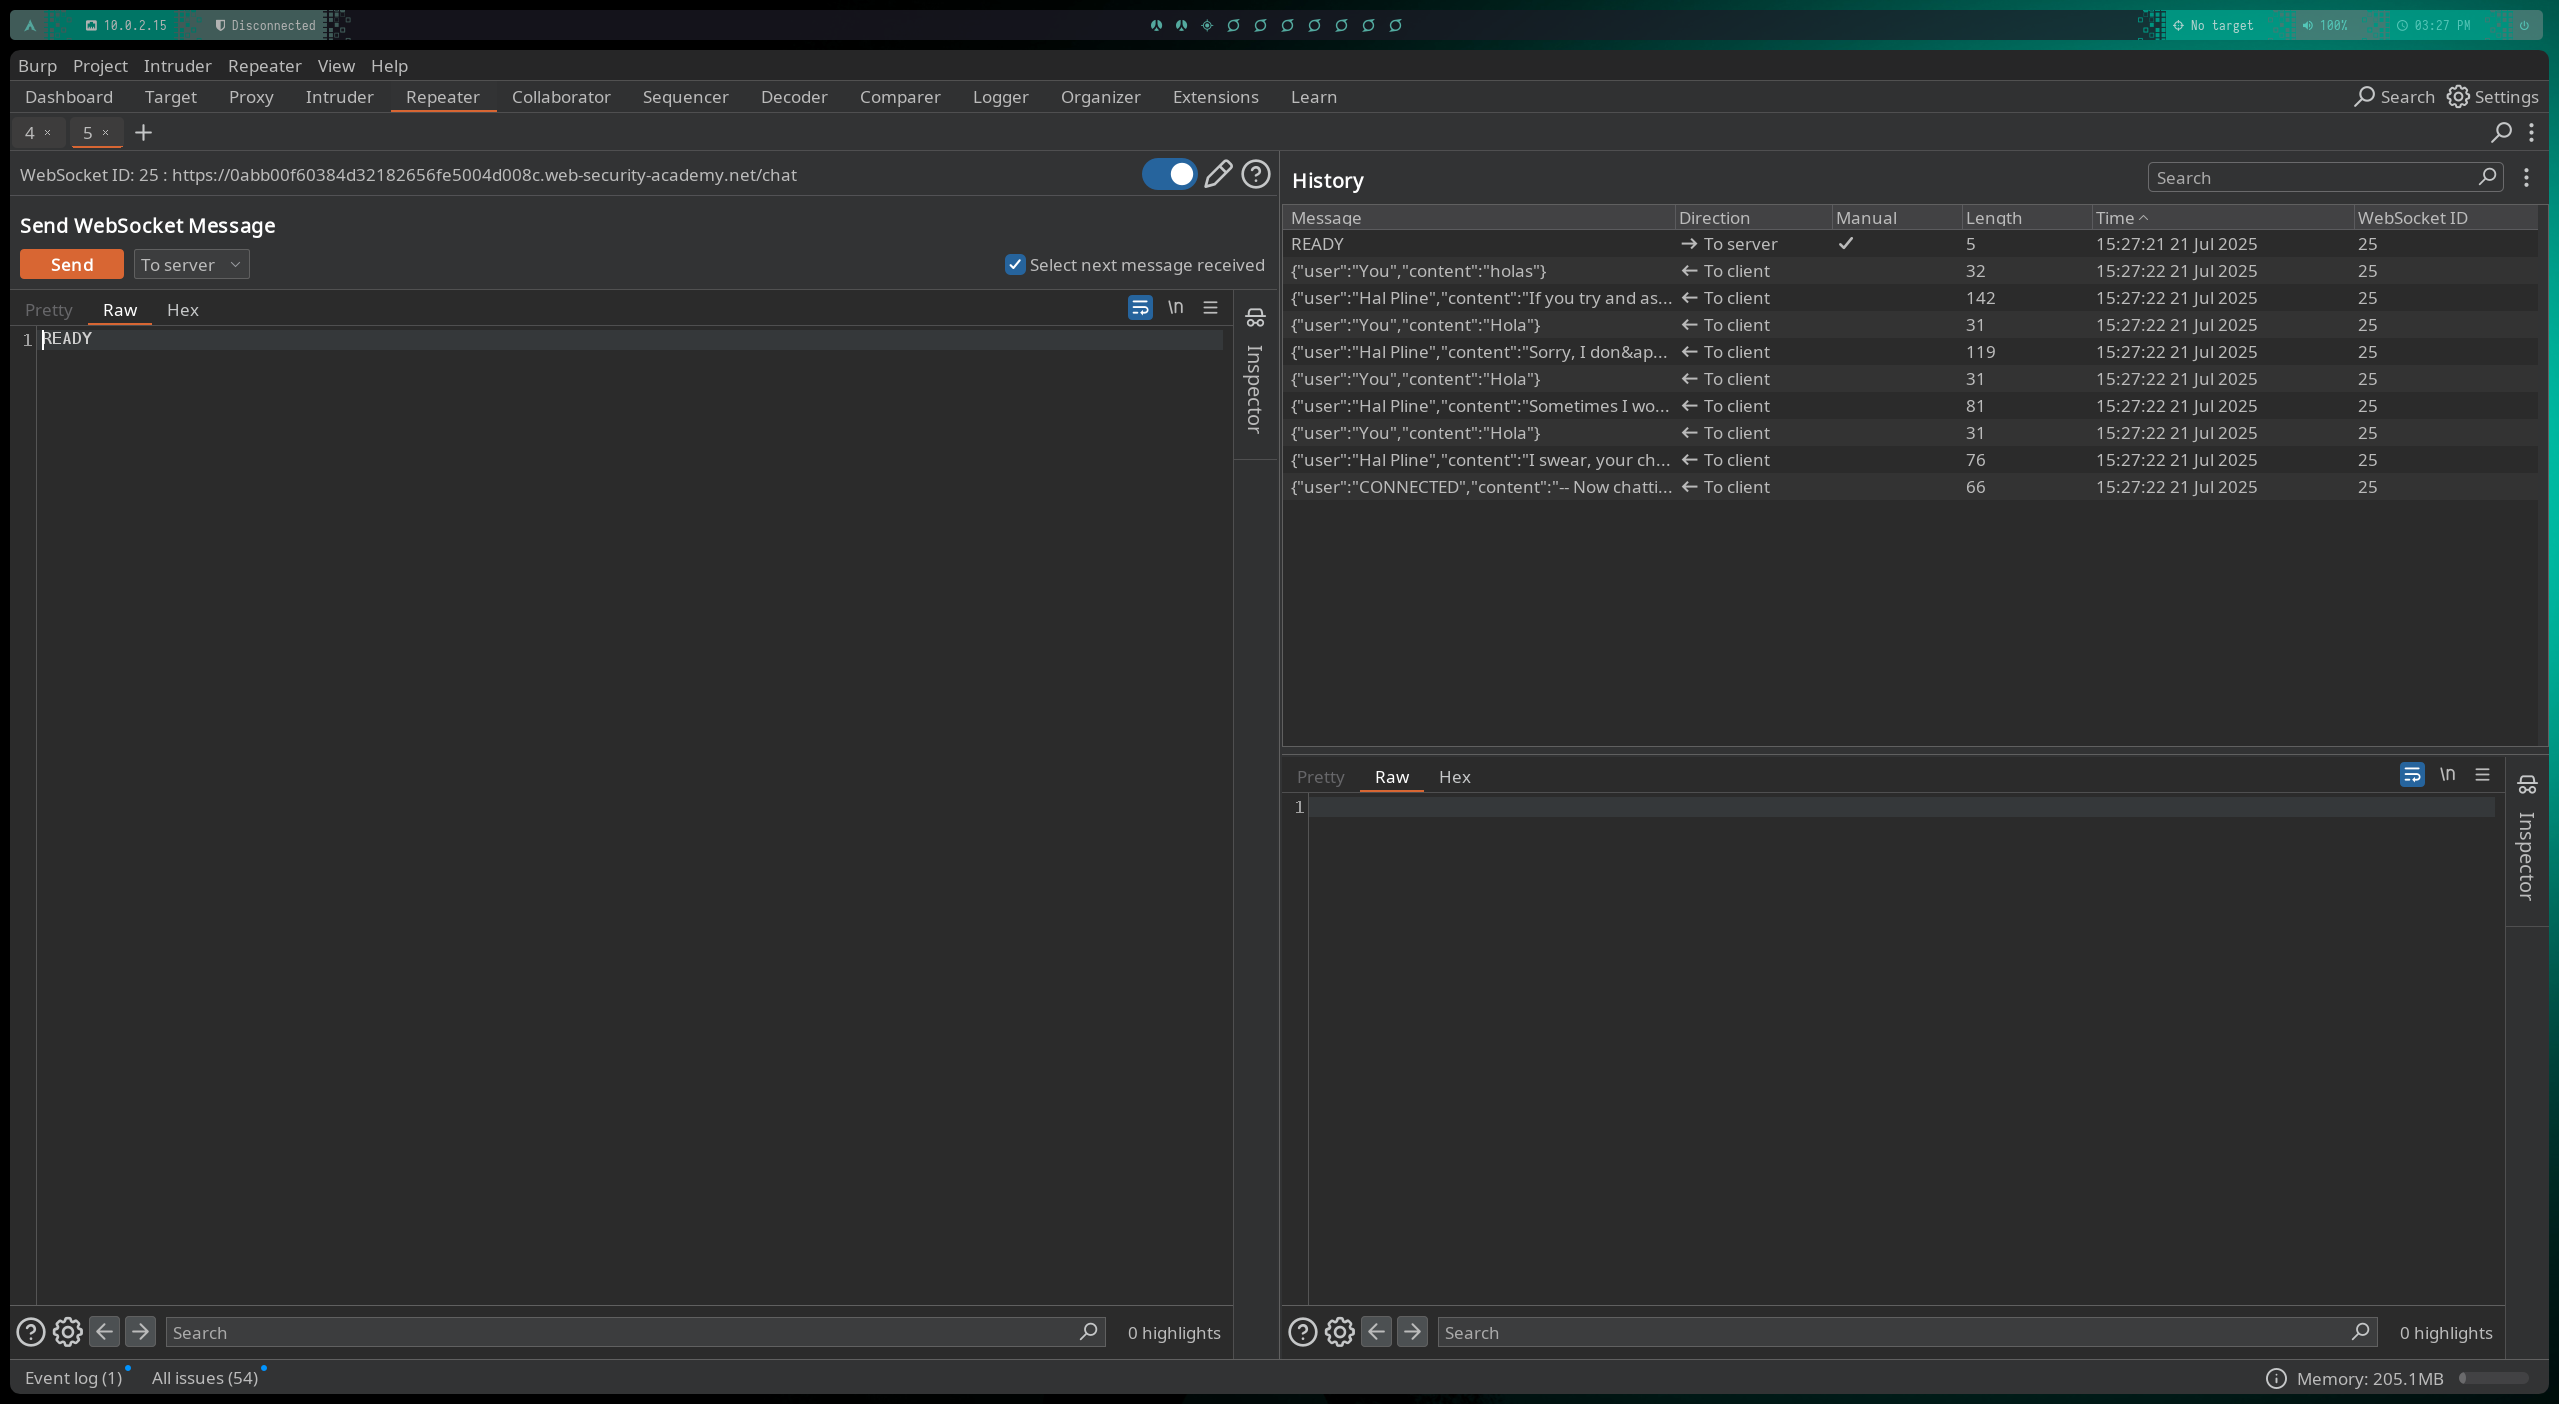 10.0.2.15 Disconnected No target 100% 03:27 PM
Burp Project Intruder Repeater View Help
Dashboard Target Proxy Intruder Repeater Collaborator Sequencer Decoder Comparer Logger Organizer Extensions Learn Search Settings
4 × 5 × +
WebSocket ID: 25 : https://0abb00f60384d32182656fe5004d008c.web-security-academy.net/chat
Send WebSocket Message
Send To server Select next message received
Pretty Raw Hex \n
1 READY
Inspector
0 highlights
Search
History
Search
Message Direction Manual Length Time WebSocket ID
READY → To server ✓ 5 15:27:21 21 Jul 2025 25
{"user":"You","content":"holas"} ← To client 32 15:27:22 21 Jul 2025 25
{"user":"Hal Pline","content":"If you try and as... ← To client 142 15:27:22 21 Jul 2025 25
{"user":"You","content":"Hola"} ← To client 31 15:27:22 21 Jul 2025 25
{"user":"Hal Pline","content":"Sorry, I don&ap... ← To client 119 15:27:22 21 Jul 2025 25
{"user":"You","content":"Hola"} ← To client 31 15:27:22 21 Jul 2025 25
{"user":"Hal Pline","content":"Sometimes I wo... ← To client 81 15:27:22 21 Jul 2025 25
{"user":"You","content":"Hola"} ← To client 31 15:27:22 21 Jul 2025 25
{"user":"Hal Pline","content":"I swear, your ch... ← To client 76 15:27:22 21 Jul 2025 25
{"user":"CONNECTED","content":"-- Now chatti... ← To client 66 15:27:22 21 Jul 2025 25
Pretty Raw Hex \n
1
Inspector
Search
0 highlights
Event log (1) All issues (54) Memory: 205.1MB